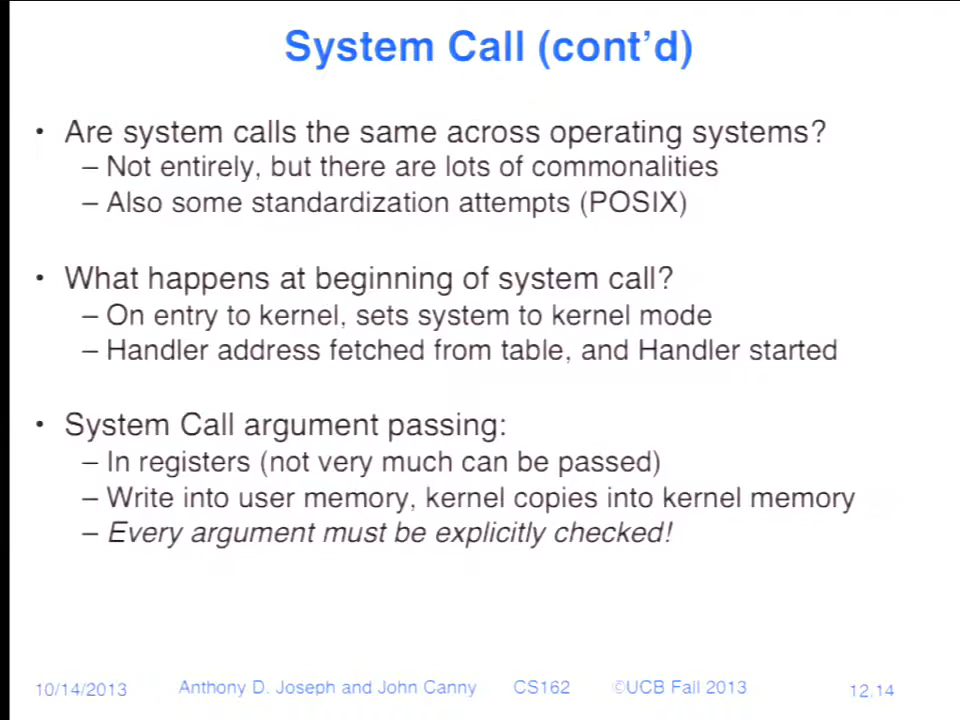 System Call (cont’d)
• Are system calls the same across operating systems?
– Not entirely, but there are lots of commonalities
– Also some standardization attempts (POSIX)
• What happens at beginning of system call?
– On entry to kernel, sets system to kernel mode
– Handler address fetched from table, and Handler started
• System Call argument passing:
– In registers (not very much can be passed)
– Write into user memory, kernel copies into kernel memory
– Every argument must be explicitly checked!
10/14/2013 Anthony D. Joseph and John Canny CS162 ©UCB Fall 2013 12.14